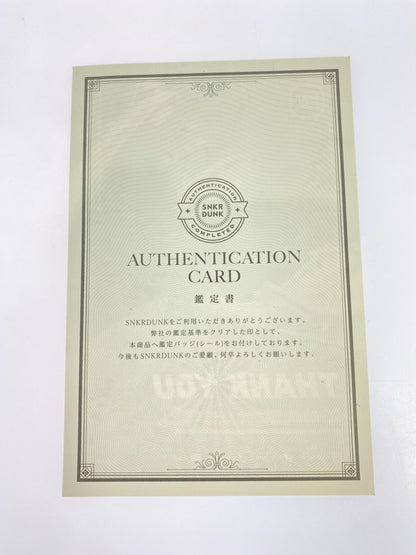 AUTHENTICATION
SNKR
DUNK
COMPLETED
AUTHENTICATION
CARD
鑑定書
SNKRDUNKをご利用いただきありがとうございます。
弊社の鑑定基準をクリアした印として、
本商品へ鑑定バッジ(シール)をお付けしております。
今後もSNKRDUNKのご愛顧、何卒よろしくお願いします。
THANK YOU